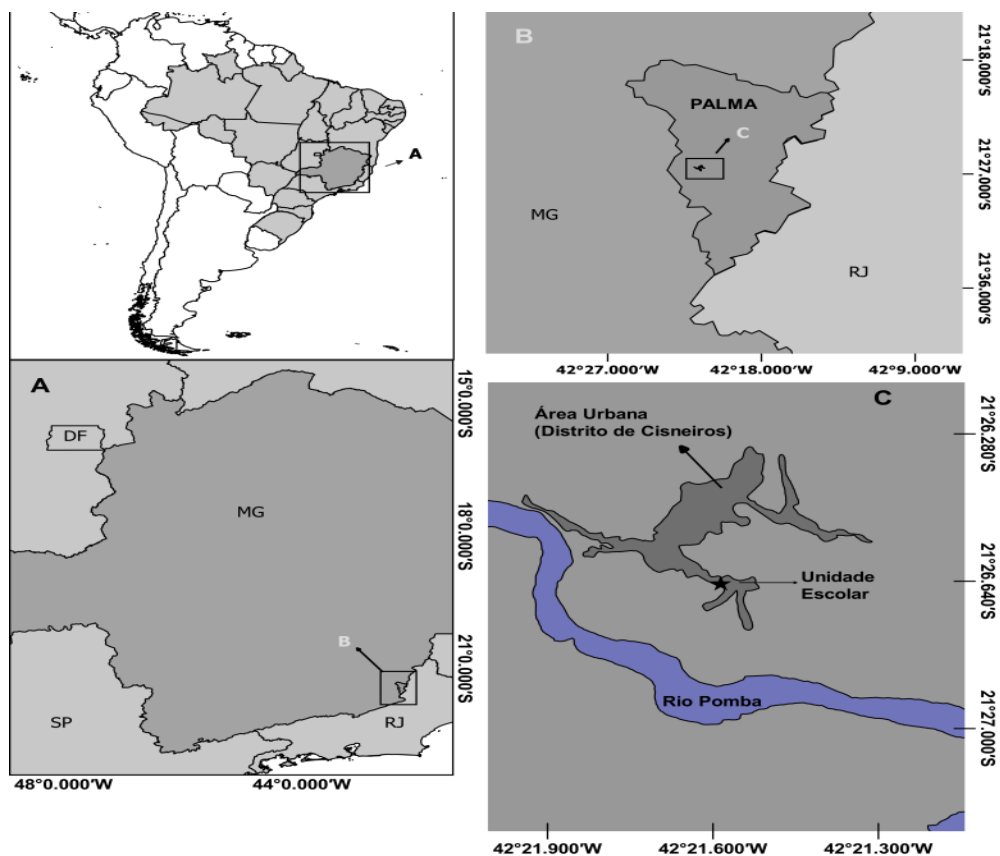 A
B
PALMA
C
MG
RJ
21°18.000'S
21°27.000'S
21°36.000'S
42°27.000'W
42°18.000'W
42°9.000'W
A
DF
MG
B
SP
RJ
15°0.000'S
18°0.000'S
21°0.000'S
48°0.000'W
44°0.000'W
C
Área Urbana
(Distrito de Cisneiros)
Unidade
Escolar
Rio Pomba
21°26.280'S
21°26.640'S
21°27.000'S
42°21.900'W
42°21.600'W
42°21.300'W